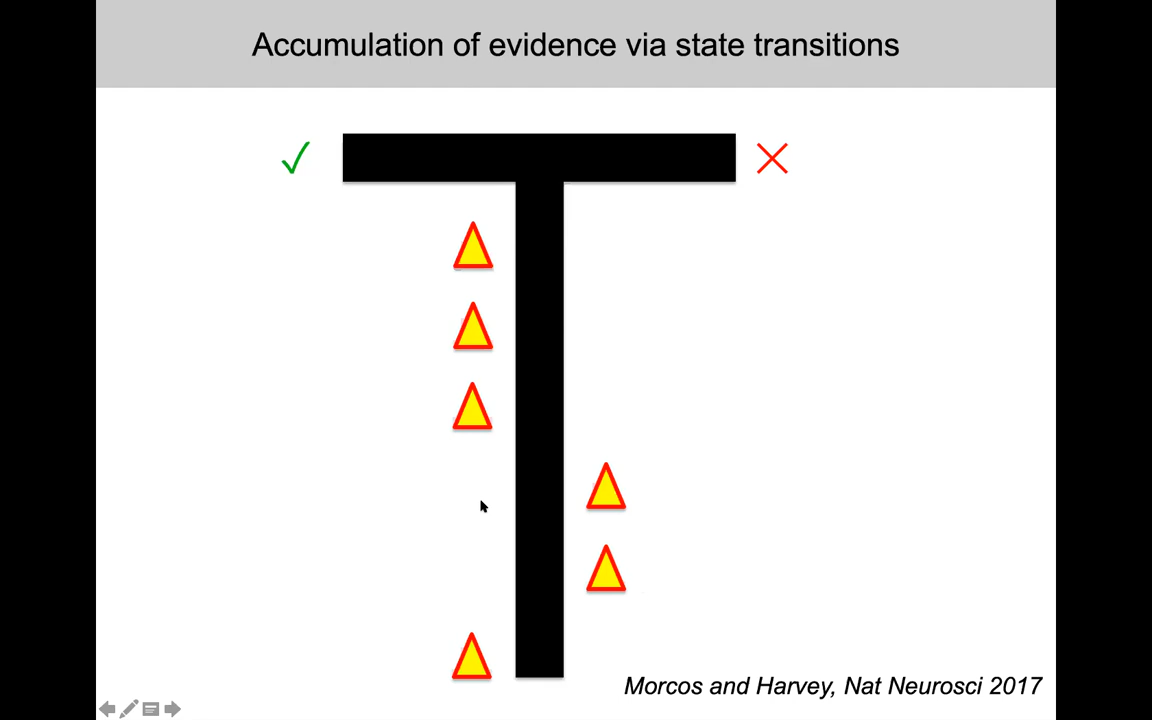 Accumulation of evidence via state transitions
Morcos and Harvey, Nat Neurosci 2017